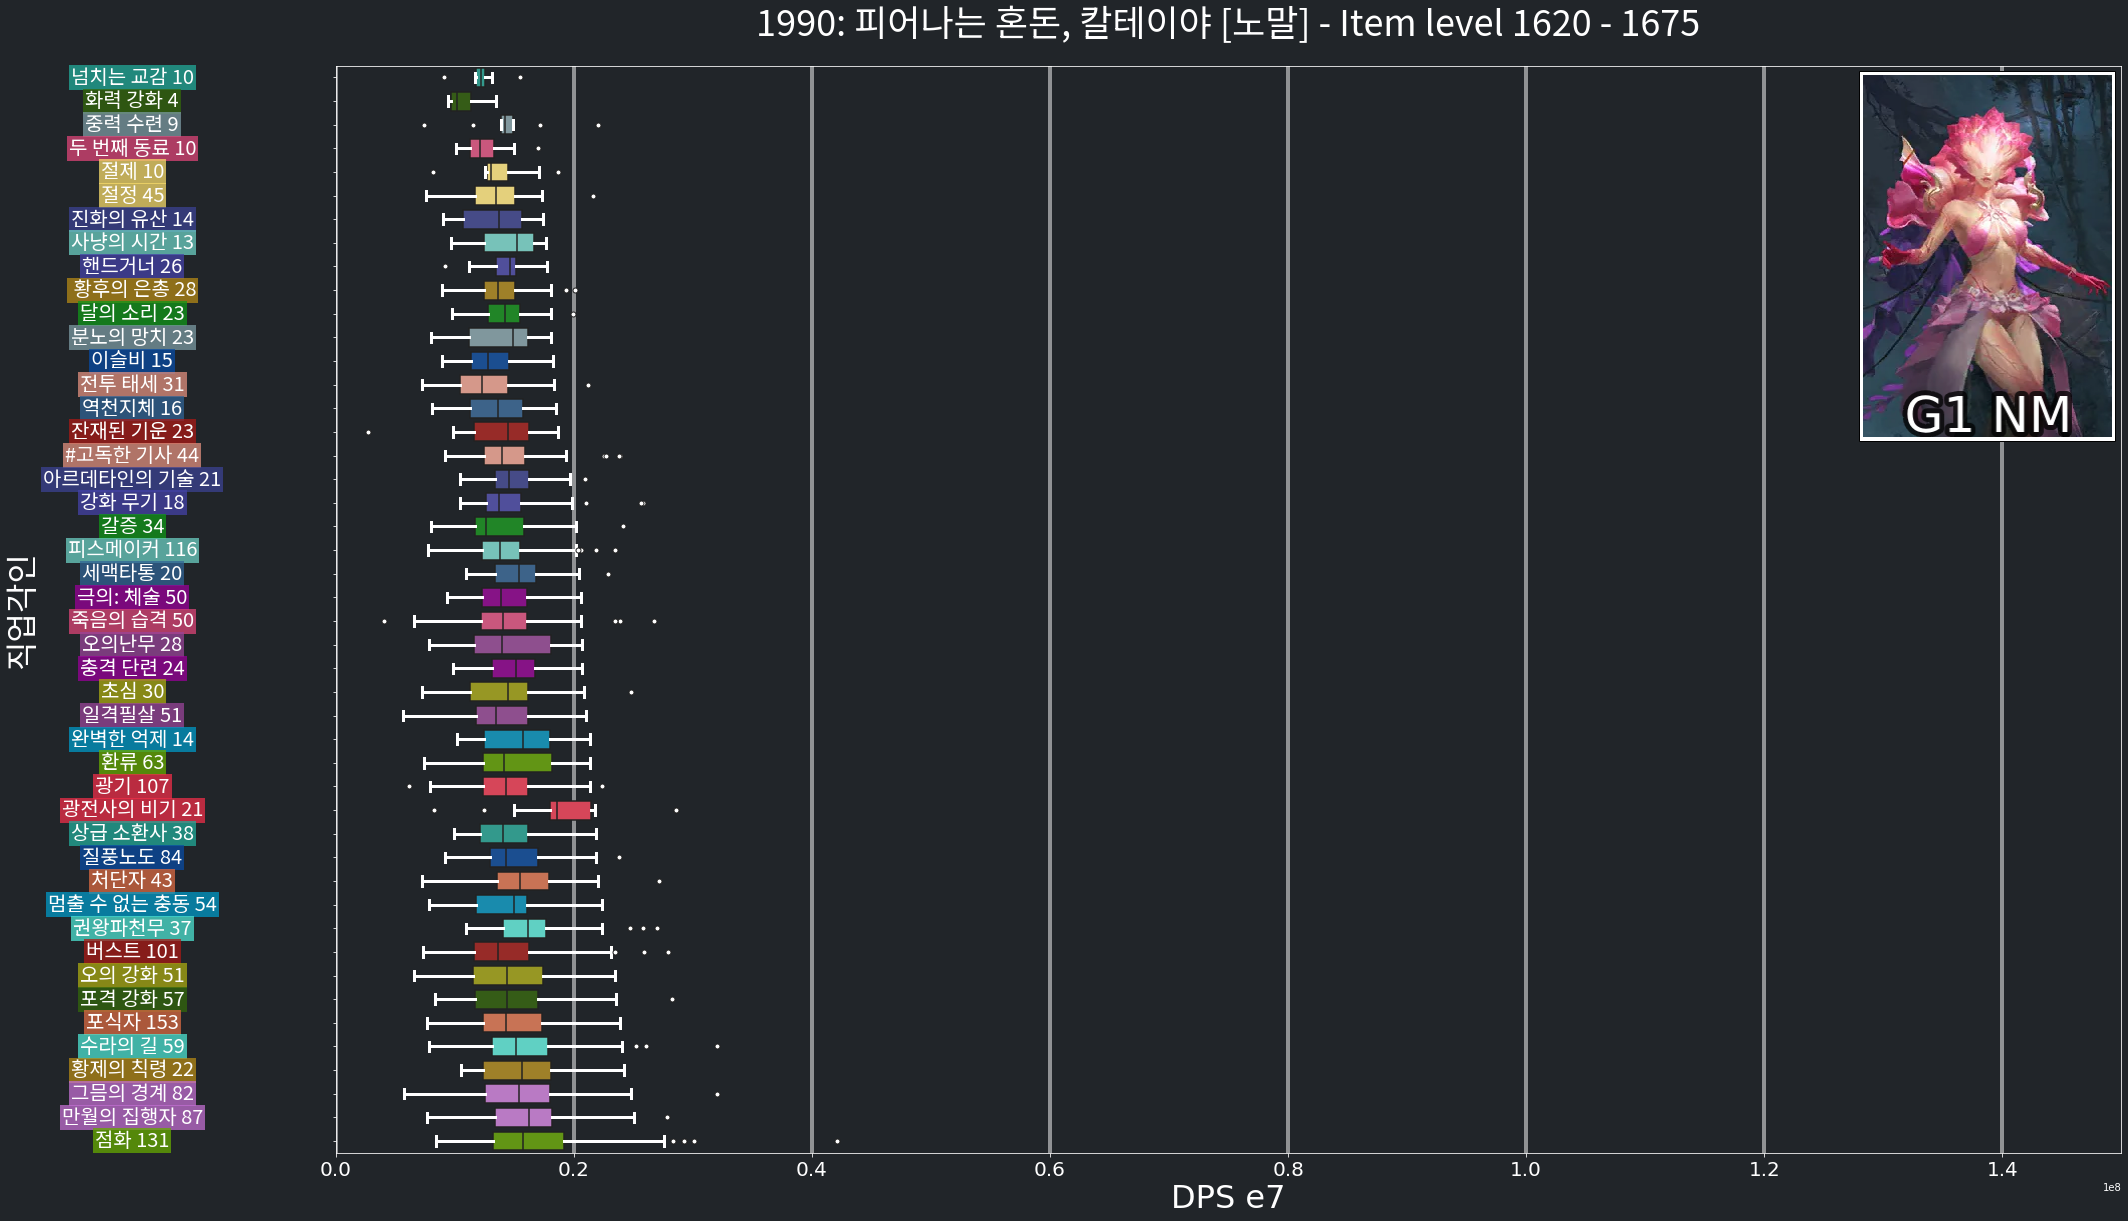 1990: 피어나는 혼돈, 칼테이야 [노말] - Item level 1620 - 1675
넘치는 교감 10
화력 강화 4
중력 수련 9
두 번째 동료 10
절제 10
절정 45
진화의 유산 14
사냥의 시간 13
핸드거너 26
황후의 은총 28
달의 소리 23
분노의 망치 23
이슬비 15
전투 태세 31
역천지체 16
잔재된 기운 23
#고독한 기사 44
아르데타인의 기술 21
강화 무기 18
갈증 34
피스메이커 116
세맥타통 20
극의: 체술 50
죽음의 습격 50
오의난무 28
충격 단련 24
초심 30
일격필살 51
완벽한 억제 14
환류 63
광기 107
광전사의 비기 21
상급 소환사 38
질풍노도 84
처단자 43
멈출 수 없는 충동 54
권왕파천무 37
버스트 101
오의 강화 51
포격 강화 57
포식자 153
수라의 길 59
황제의 칙령 22
그믐의 경계 82
만월의 집행자 87
점화 131
직업각인
G1 NM
0.0 0.2 0.4 0.6 0.8 1.0 1.2 1.4
1e8
DPS e7